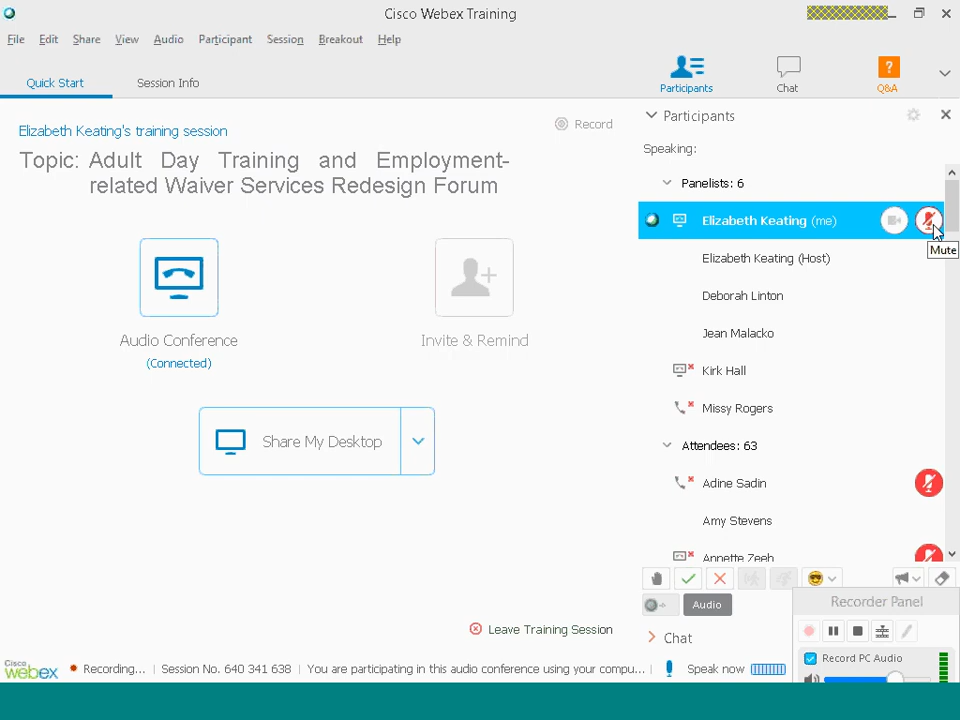 Cisco Webex Training
File Edit Share View Audio Participant Session Breakout Help
Quick Start Session Info
Participants Chat ? Q&A
Elizabeth Keating's training session
Record
Topic: Adult Day Training and Employment-
related Waiver Services Redesign Forum
Audio Conference
(Connected)
Invite & Remind
Share My Desktop
Leave Training Session
Participants
Speaking:
Panelists: 6
Elizabeth Keating (me)
Mute
Elizabeth Keating (Host)
Deborah Linton
Jean Malacko
Kirk Hall
Missy Rogers
Attendees: 63
Adine Sadin
Amy Stevens
Annette Zeeh
Audio
Chat
Recorder Panel
Record PC Audio
Cisco
webex
Recording... Session No. 640 341 638 You are participating in this audio conference using your compu... Speak now